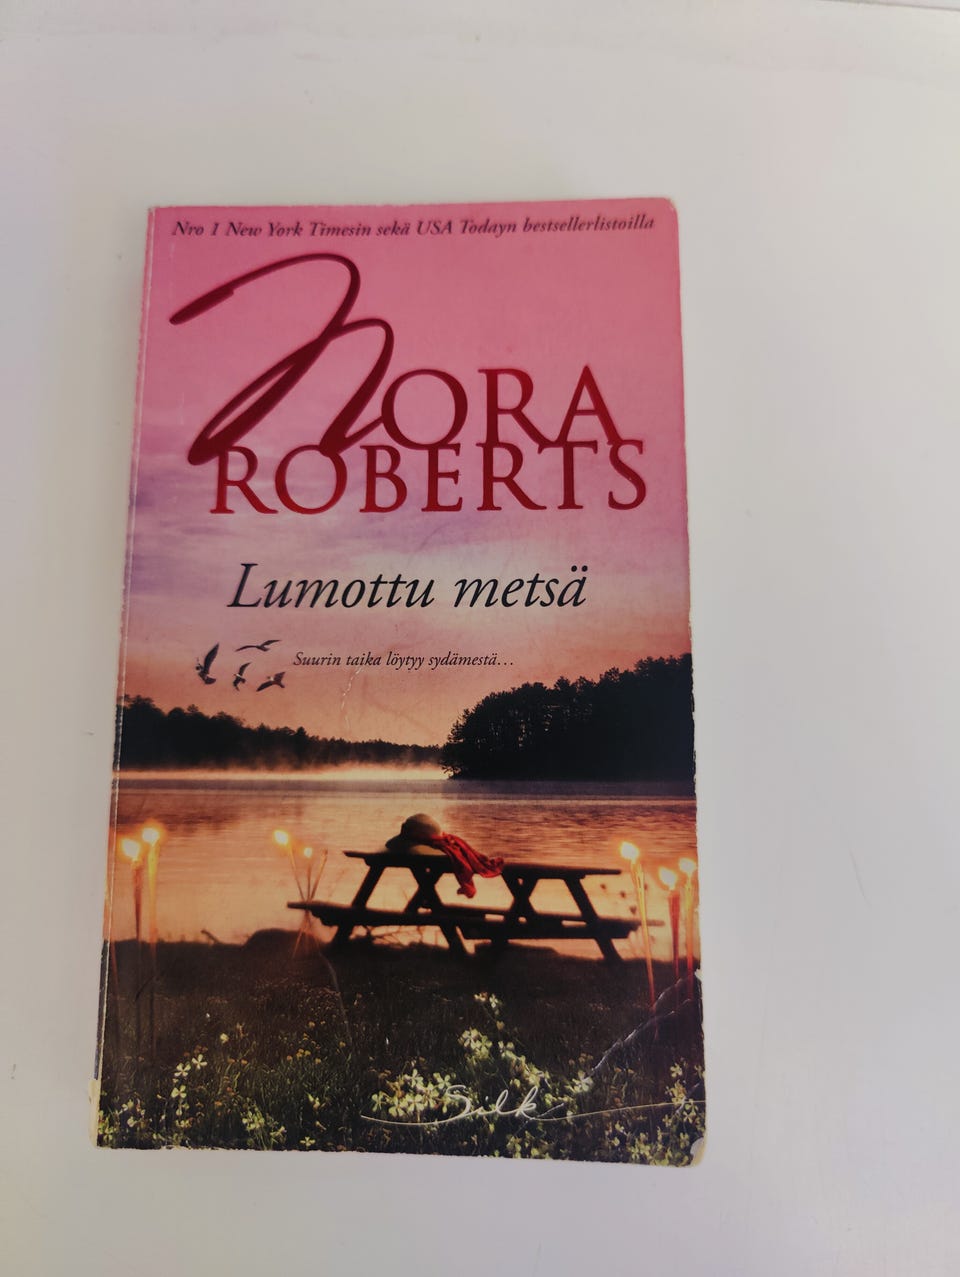 Nro 1 New York Timesin sekä USA Todayn bestsellerlistoilla
NORA
ROBERTS
Lumottu metsä
Suurin taika löytyy sydämestä...
Silk